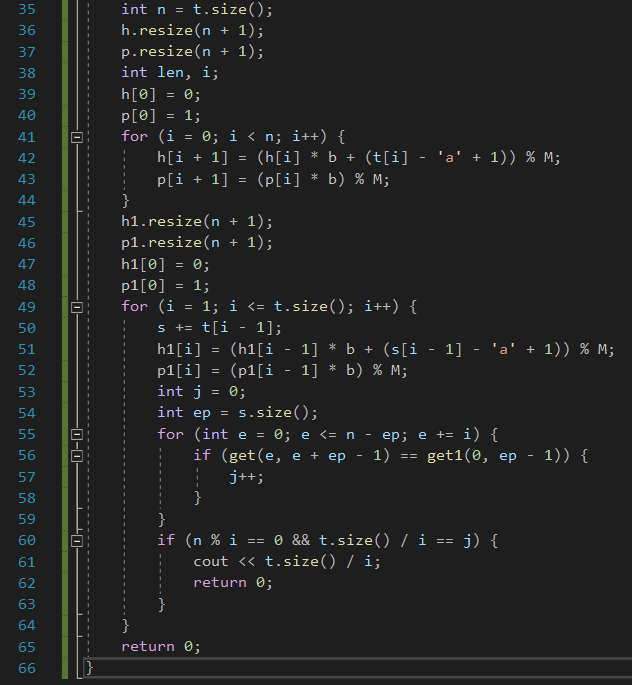 35 int n = t.size();
36 h.resize(n + 1);
37 p.resize(n + 1);
38 int len, i;
39 h[0] = 0;
40 p[0] = 1;
41 for (i = 0; i < n; i++) {
42 h[i + 1] = (h[i] * b + (t[i] - 'a' + 1)) % M;
43 p[i + 1] = (p[i] * b) % M;
44 }
45 h1.resize(n + 1);
46 p1.resize(n + 1);
47 h1[0] = 0;
48 p1[0] = 1;
49 for (i = 1; i <= t.size(); i++) {
50 s += t[i - 1];
51 h1[i] = (h1[i - 1] * b + (s[i - 1] - 'a' + 1)) % M;
52 p1[i] = (p1[i - 1] * b) % M;
53 int j = 0;
54 int ep = s.size();
55 for (int e = 0; e <= n - ep; e += i) {
56 if (get(e, e + ep - 1) == get1(0, ep - 1)) {
57 j++;
58 }
59 }
60 if (n % i == 0 && t.size() / i == j) {
61 cout << t.size() / i;
62 return 0;
63 }
64 }
65 return 0;
66 }